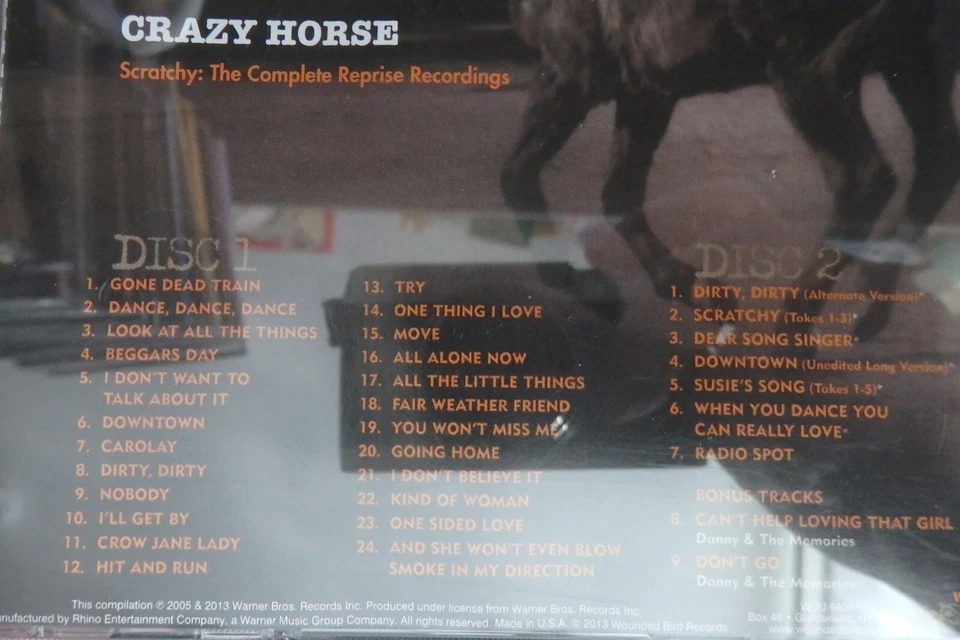 CRAZY HORSE
Scratchy: The Complete Reprise Recordings
DISC 1
1. GONE DEAD TRAIN
2. DANCE, DANCE, DANCE
3. LOOK AT ALL THE THINGS
4. BEGGARS DAY
5. I DON'T WANT TO
TALK ABOUT IT
6. DOWNTOWN
7. CAROLAY
8. DIRTY, DIRTY
9. NOBODY
10. I'LL GET BY
11. CROW JANE LADY
12. HIT AND RUN
13. TRY
14. ONE THING I LOVE
15. MOVE
16. ALL ALONE NOW
17. ALL THE LITTLE THINGS
18. FAIR WEATHER FRIEND
19. YOU WON'T MISS ME
20. GOING HOME
21. I DON'T BELIEVE IT
22. KIND OF WOMAN
23. ONE SIDED LOVE
24. AND SHE WON'T EVEN BLOW
SMOKE IN MY DIRECTION
DISC 2
1. DIRTY, DIRTY (Alternate Version)*
2. SCRATCHY (Takes 1-3)*
3. DEAR SONG SINGER*
4. DOWNTOWN (Unedited Long Version)*
5. SUSIE'S SONG (Takes 1-5)*
6. WHEN YOU DANCE YOU
CAN REALLY LOVE*
7. RADIO SPOT
BONUS TRACKS
8. CAN'T HELP LOVING THAT GIRL
Danny & The Memories
9. DON'T GO
Danny & The Memories
This compilation ℗ 2005 & 2013 Warner Bros. Records Inc. Produced under license from Warner Bros. Records Inc.
nufactured by Rhino Entertainment Company, a Warner Music Group Company. All rights reserved. Made in U.S.A. © 2013 Wounded Bird Records
WOU
Box 48 •